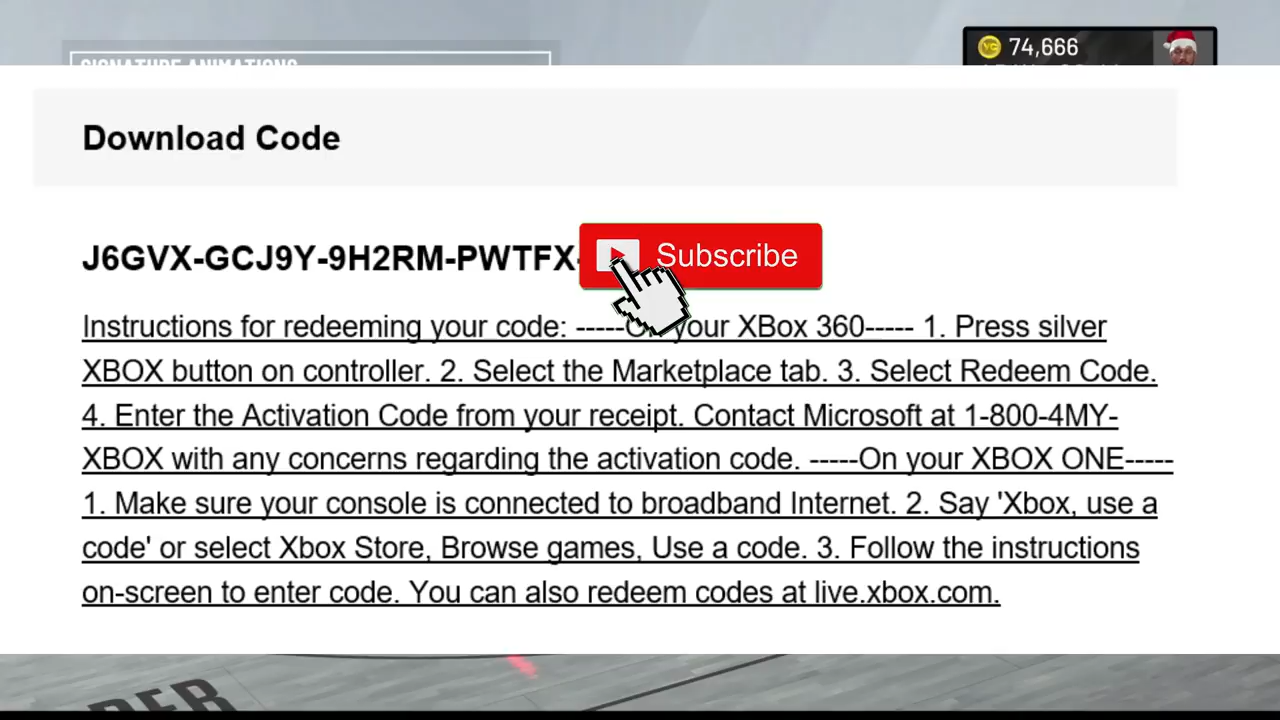 SIGNATURE ANIMATIONS
VC 74,666
Download Code
J6GVX-GCJ9Y-9H2RM-PWTFX-
Subscribe
Instructions for redeeming your code: -----On your XBox 360----- 1. Press silver
XBOX button on controller. 2. Select the Marketplace tab. 3. Select Redeem Code.
4. Enter the Activation Code from your receipt. Contact Microsoft at 1-800-4MY-
XBOX with any concerns regarding the activation code. -----On your XBOX ONE-----
1. Make sure your console is connected to broadband Internet. 2. Say 'Xbox, use a
code' or select Xbox Store, Browse games, Use a code. 3. Follow the instructions
on-screen to enter code. You can also redeem codes at live.xbox.com.